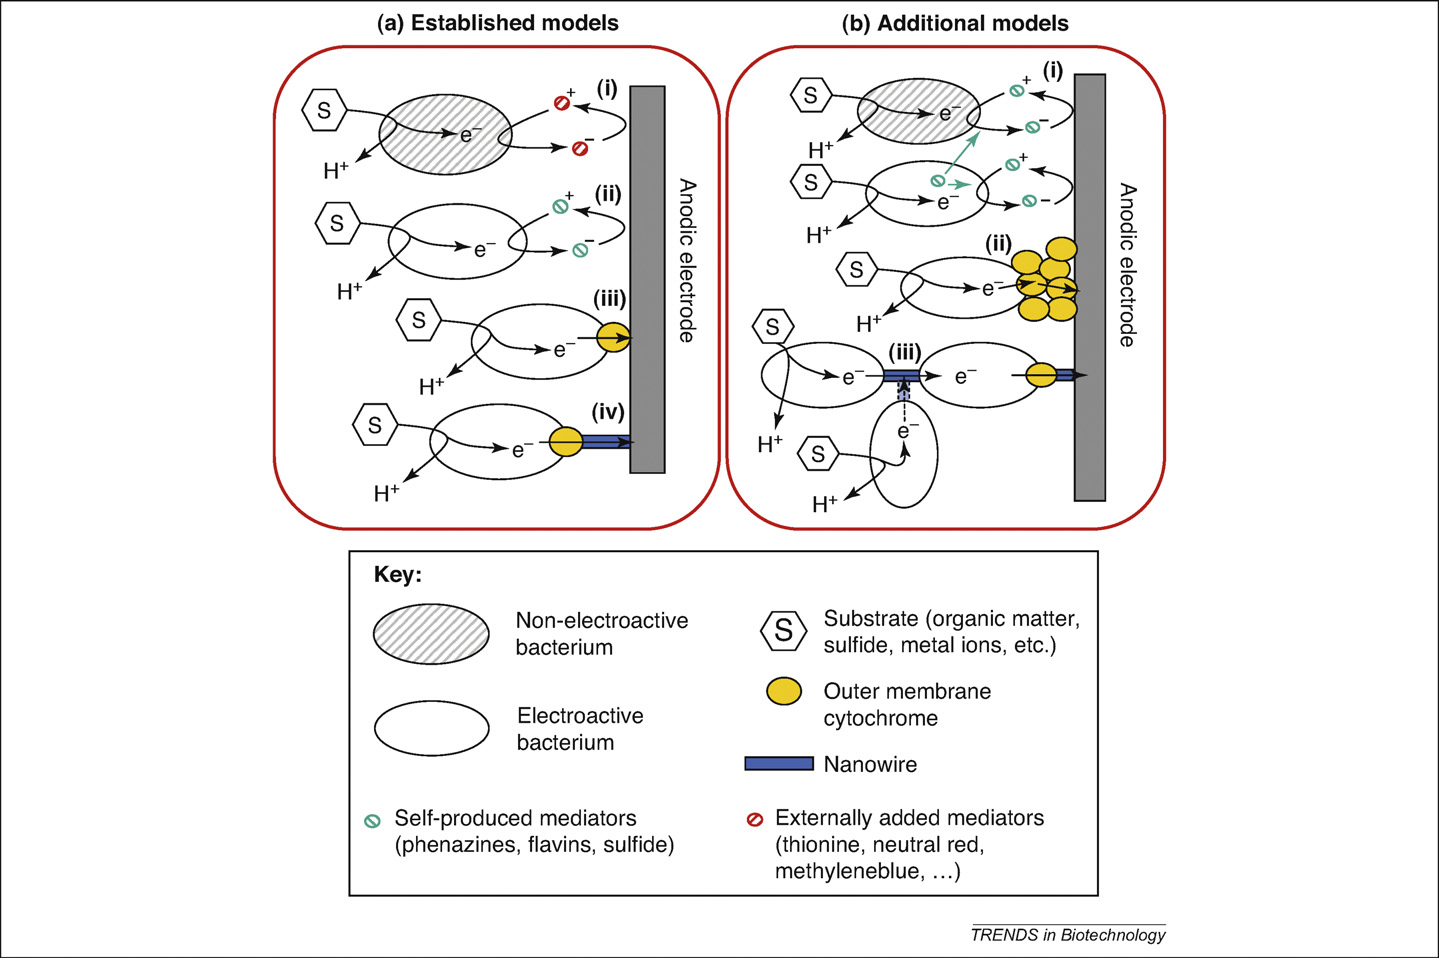 (a) Established models
(i)
S
e⁻
+
−
H⁺
(ii)
S
e⁻
+
−
H⁺
(iii)
S
e⁻
H⁺
(iv)
S
e⁻
H⁺
Anodic electrode
(b) Additional models
(i)
S
e⁻
+
−
H⁺
S
e⁻
+
−
H⁺
(ii)
S
e⁻
H⁺
(iii)
S
e⁻
e⁻
H⁺
e⁻
S
H⁺
Anodic electrode
Key:
Non-electroactive
bacterium
Electroactive
bacterium
Self-produced mediators
(phenazines, flavins, sulfide)
S
Substrate (organic matter,
sulfide, metal ions, etc.)
Outer membrane
cytochrome
Nanowire
Externally added mediators
(thionine, neutral red,
methyleneblue, …)
TRENDS in Biotechnology